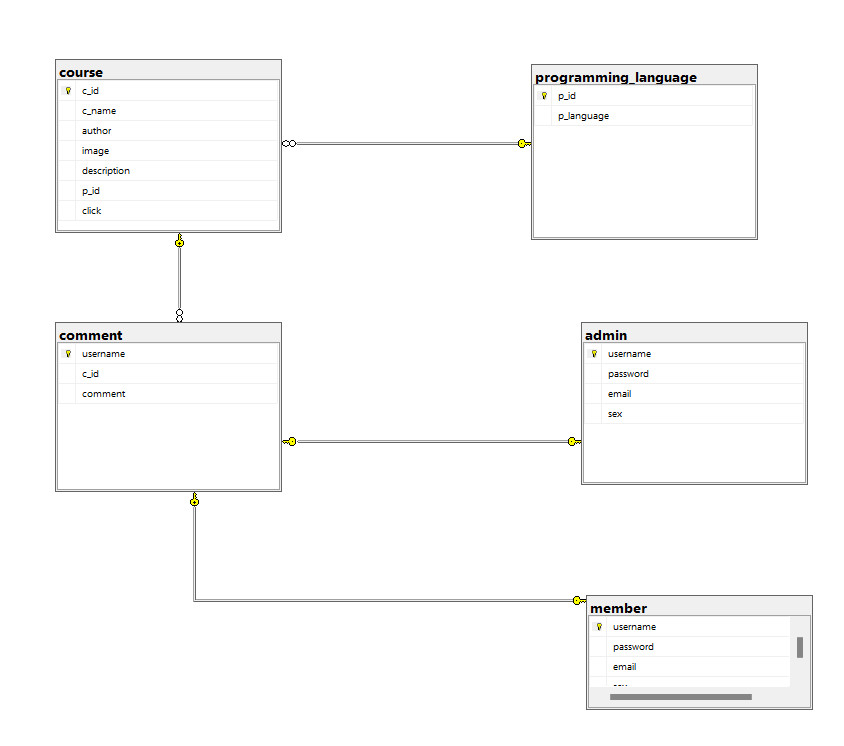 course
c_id
c_name
author
image
description
p_id
click
programming_language
p_id
p_language
comment
username
c_id
comment
admin
username
password
email
sex
member
username
password
email